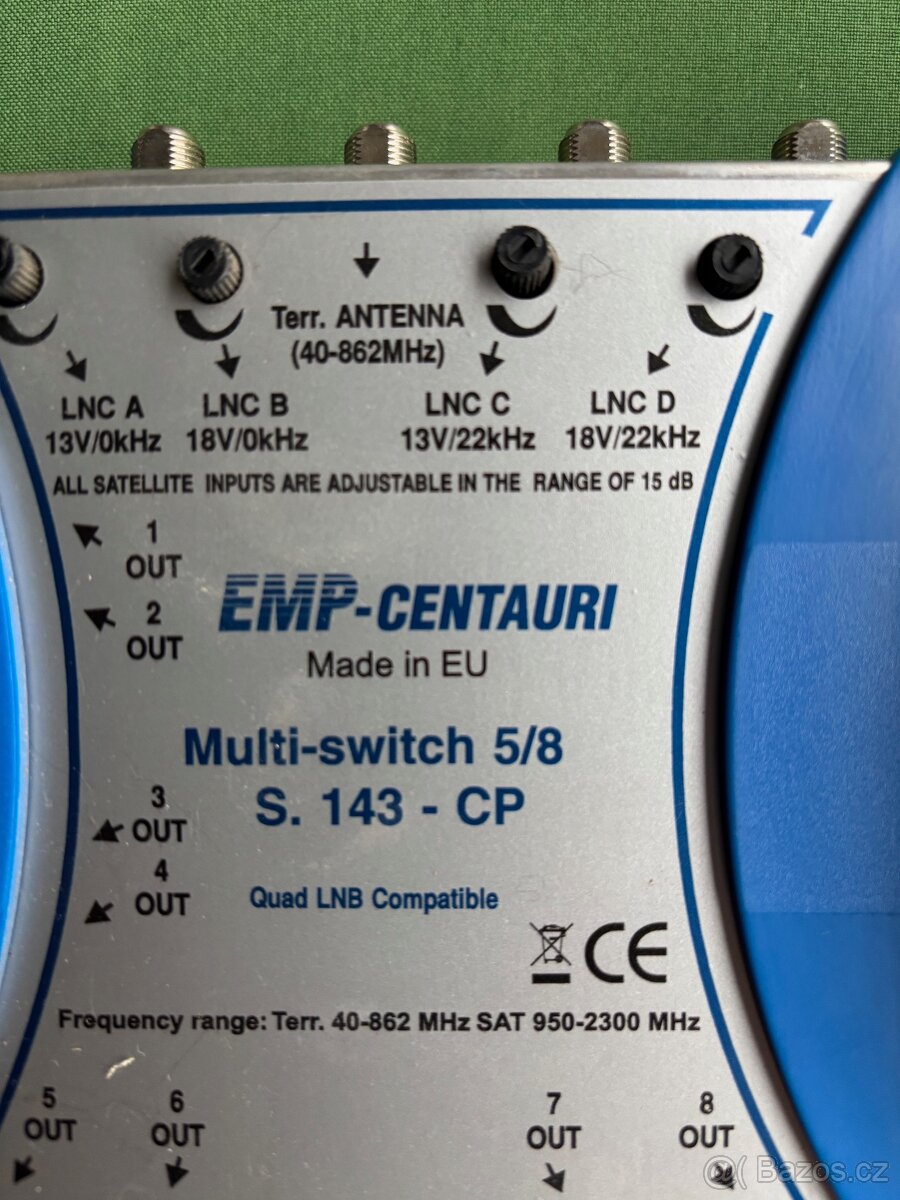 Terr. ANTENNA
(40-862MHz)
LNC A
13V/0kHz
LNC B
18V/0kHz
LNC C
13V/22kHz
LNC D
18V/22kHz
ALL SATELLITE INPUTS ARE ADJUSTABLE IN THE RANGE OF 15 dB
1
OUT
2
OUT
EMP-CENTAURI
Made in EU
Multi-switch 5/8
S. 143 - CP
3
OUT
4
OUT
Quad LNB Compatible
CE
Frequency range: Terr. 40-862 MHz SAT 950-2300 MHz
5
OUT
6
OUT
7
OUT
8
OUT
Bazos.cz